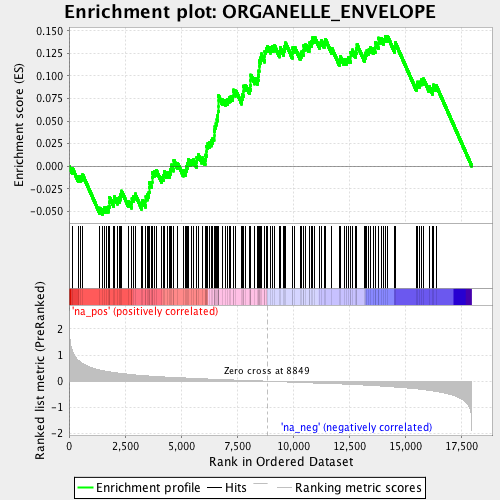 Enrichment plot: ORGANELLE_ENVELOPE
Enrichment score (ES)
0.150
0.125
0.100
0.075
0.050
0.025
0.000
-0.025
-0.050
'na_pos' (positively correlated)
Ranked list metric (PreRanked)
2
1
0
-1
-2
Zero cross at 8849
'na_neg' (negatively correlated)
0
2,500
5,000
7,500
10,000
12,500
15,000
17,500
Rank in Ordered Dataset
Enrichment profile
Hits
Ranking metric scores